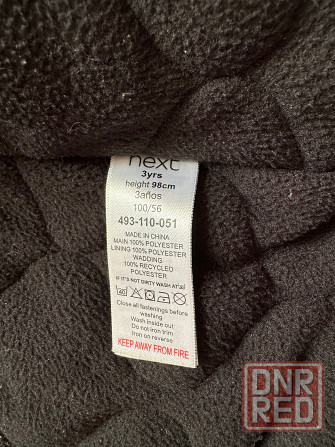 next
3yrs
height 98cm
3años
100/56
493-110-051
MADE IN CHINA
MAIN 100% POLYESTER
LINING 100% POLYESTER
WADDING
100% RECYCLED
POLYESTER
IF IT'S NOT DIRTY WASH AT 30
40
Close all fastenings before
washing
Wash inside out
Do not iron trim
Iron on reverse
KEEP AWAY FROM FIRE
DNR
RED